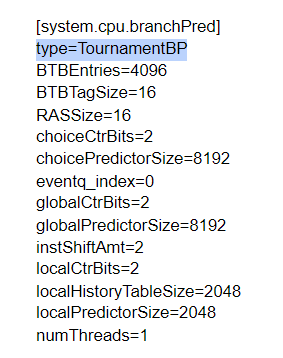 [system.cpu.branchPred]
type=TournamentBP
BTBEntries=4096
BTBTagSize=16
RASSize=16
choiceCtrBits=2
choicePredictorSize=8192
eventq_index=0
globalCtrBits=2
globalPredictorSize=8192
instShiftAmt=2
localCtrBits=2
localHistoryTableSize=2048
localPredictorSize=2048
numThreads=1